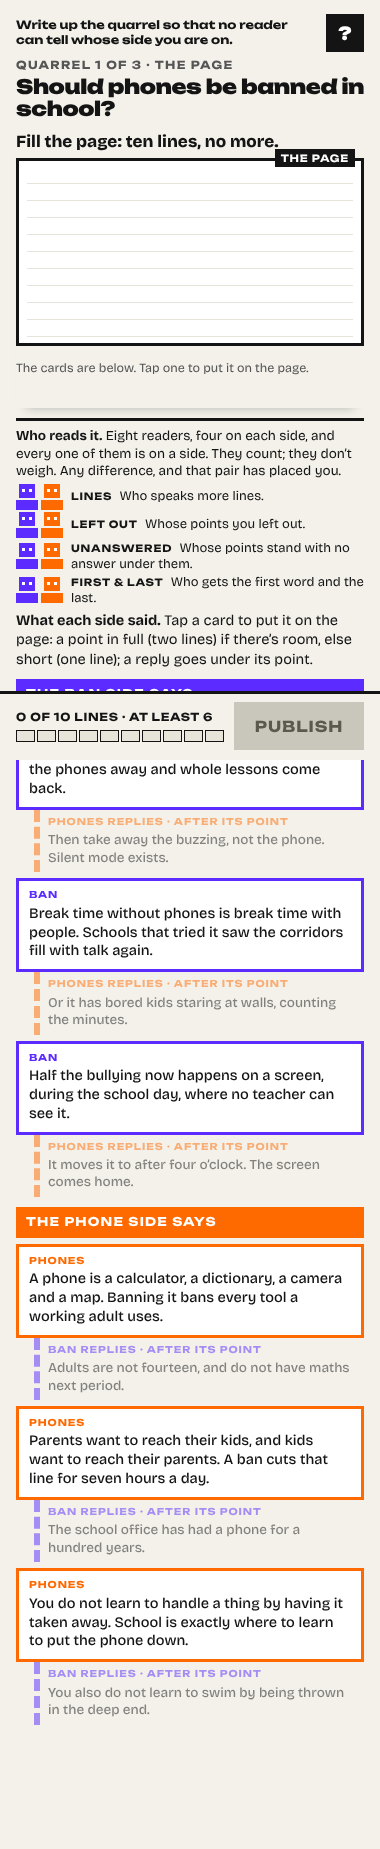 Write up the quarrel so that no reader
can tell whose side you are on.
?
QUARREL 1 OF 3 · THE PAGE
Should phones be banned in
school?
Fill the page: ten lines, no more.
THE PAGE
The cards are below. Tap one to put it on the page.
Who reads it. Eight readers, four on each side, and
every one of them is on a side. They count; they don't
weigh. Any difference, and that pair has placed you.
LINES Who speaks more lines.
LEFT OUT Whose points you left out.
UNANSWERED Whose points stand with no
answer under them.
FIRST & LAST Who gets the first word and the
last.
What each side said. Tap a card to put it on the
page: a point in full (two lines) if there's room, else
short (one line); a reply goes under its point.
THE BAN SIDE SAYS
0 OF 10 LINES · AT LEAST 6
PUBLISH
the phones away and whole lessons come
back.
PHONES REPLIES · AFTER ITS POINT
Then take away the buzzing, not the phone.
Silent mode exists.
BAN
Break time without phones is break time with
people. Schools that tried it saw the corridors
fill with talk again.
PHONES REPLIES · AFTER ITS POINT
Or it has bored kids staring at walls, counting
the minutes.
BAN
Half the bullying now happens on a screen,
during the school day, where no teacher can
see it.
PHONES REPLIES · AFTER ITS POINT
It moves it to after four o'clock. The screen
comes home.
THE PHONE SIDE SAYS
PHONES
A phone is a calculator, a dictionary, a camera
and a map. Banning it bans every tool a
working adult uses.
BAN REPLIES · AFTER ITS POINT
Adults are not fourteen, and do not have maths
next period.
PHONES
Parents want to reach their kids, and kids
want to reach their parents. A ban cuts that
line for seven hours a day.
BAN REPLIES · AFTER ITS POINT
The school office has had a phone for a
hundred years.
PHONES
You do not learn to handle a thing by having it
taken away. School is exactly where to learn
to put the phone down.
BAN REPLIES · AFTER ITS POINT
You also do not learn to swim by being thrown
in the deep end.